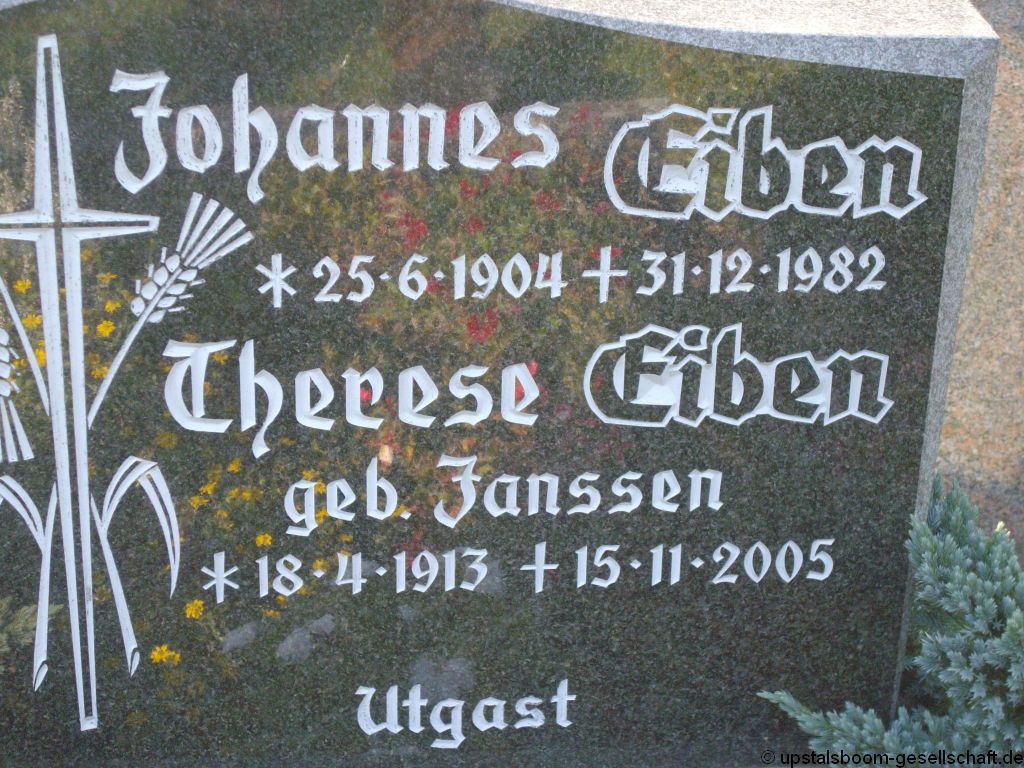 Johannes Eiben
* 25·6·1904 † 31·12·1982
Therese Eiben
geb. Janssen
* 18·4·1913 † 15·11·2005
Utgast
© upstalsboom-gesellschaft.de